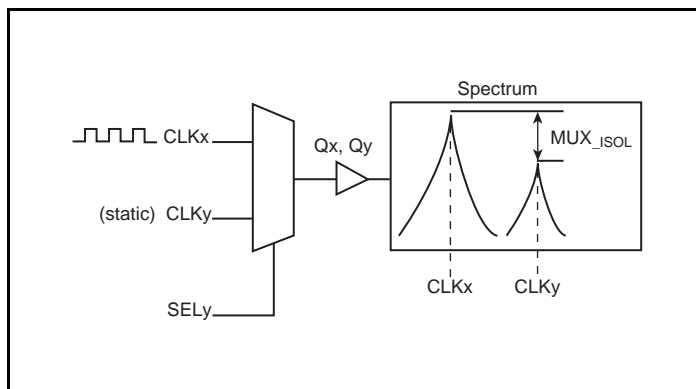 Spectrum
CLKx
Qx, Qy
MUX_ISOL
(static) CLKy
CLKx
CLKy
SELy